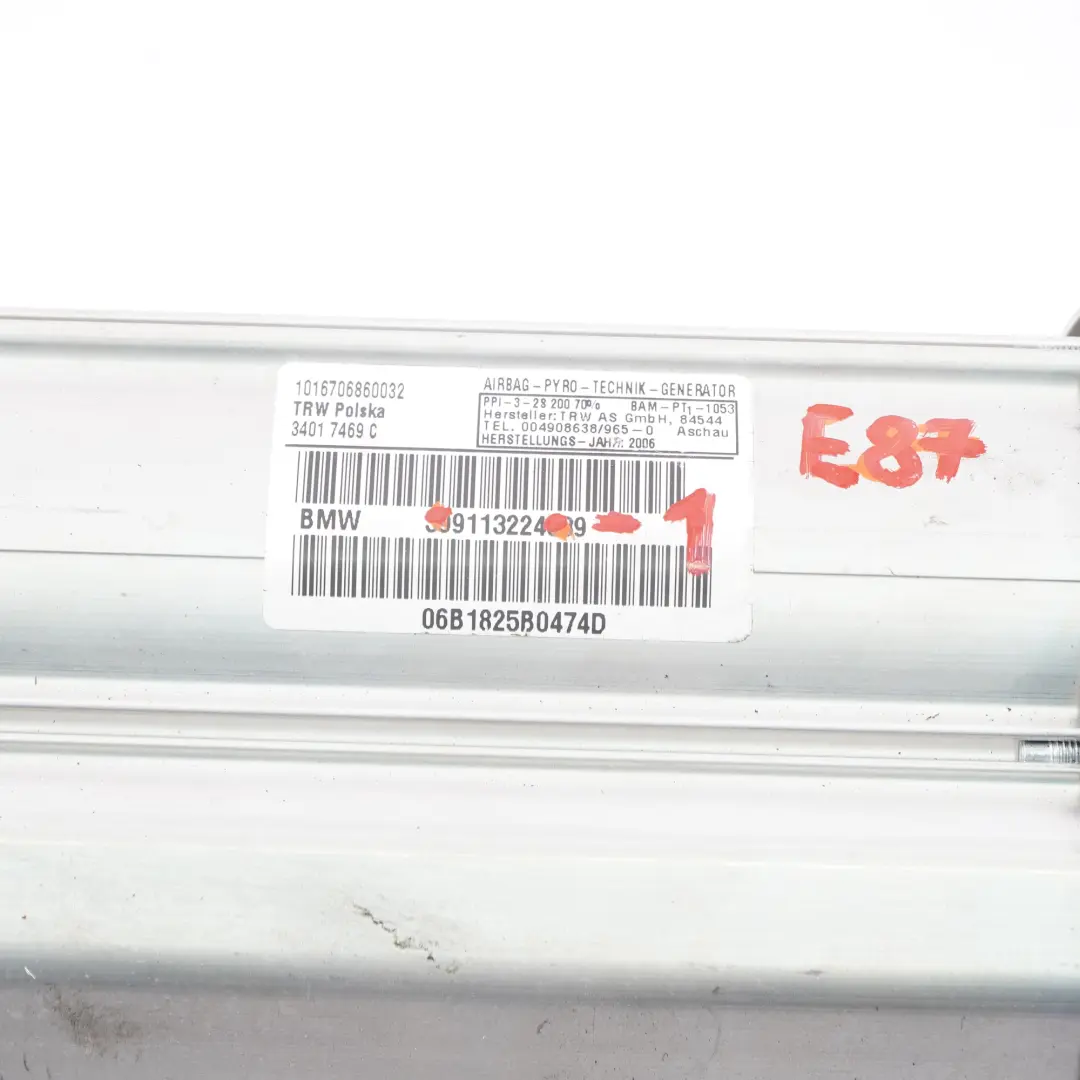 1016706860032
TRW Polska
3401 7469 C
AIRBAG-PYRO-TECHNIK-GENERATOR
PPI-3-28 200 70% BAM-PT1-1053
Hersteller: TRW AS GmbH, 84544
TEL. 004908638/965-0 Aschau
HERSTELLUNGS-JAHR: 2006
BMW
- 1
06B1825B0474D
E87